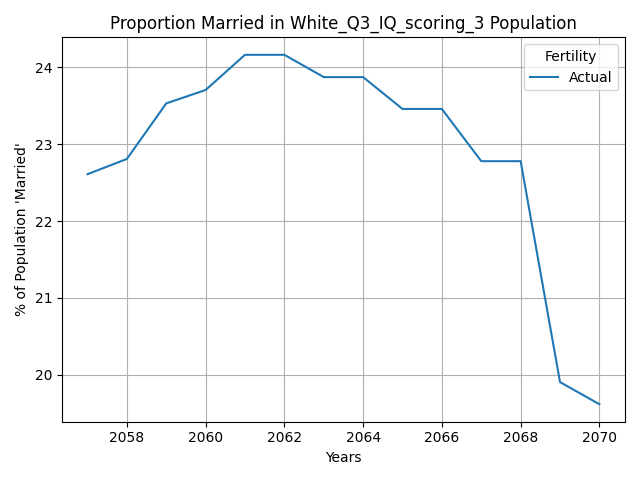 Proportion Married in White_Q3_IQ_scoring_3 Population
Fertility
Actual
% of Population 'Married'
24
23
22
21
20
2058 2060 2062 2064 2066 2068 2070
Years